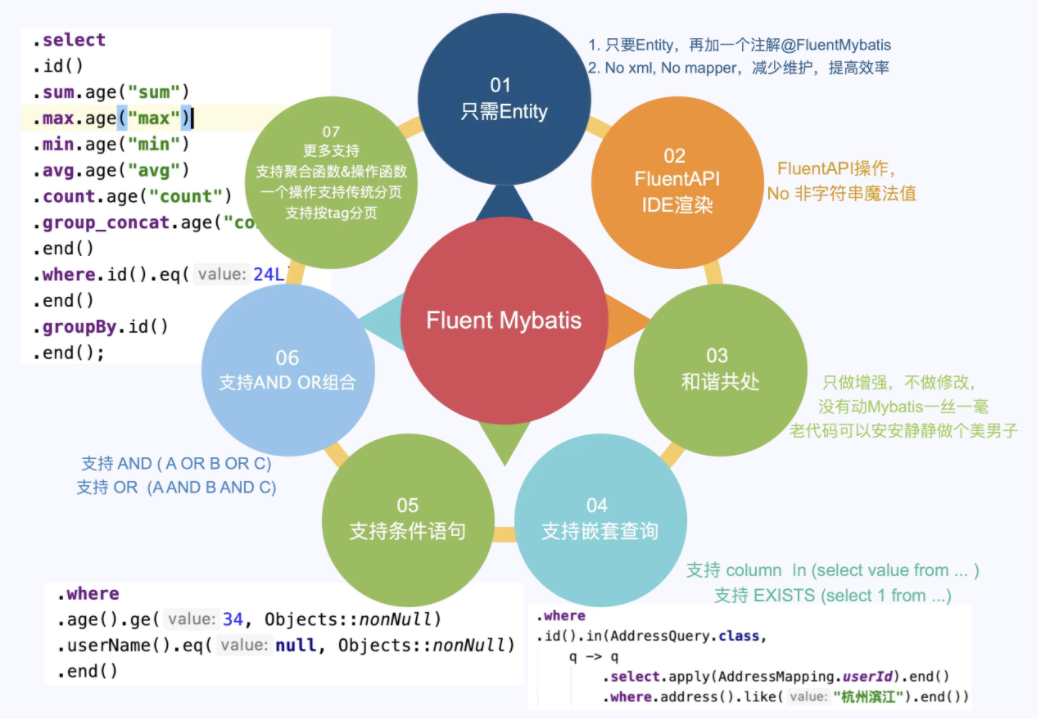 .select
.id()
.sum.age("sum")
.max.age("max")
.min.age("min")
.avg.age("avg")
.count.age("count")
.group_concat.age("co
.end()
.where.id().eq( value: 24L
.end()
.groupBy.id()
.end();
01
只需Entity
1. 只要Entity，再加一个注解@FluentMybatis
2. No xml, No mapper，减少维护，提高效率
02
FluentAPI
IDE渲染
FluentAPI操作，
No 非字符串魔法值
Fluent Mybatis
03
和谐共处
只做增强，不做修改，
没有动Mybatis一丝一毫
老代码可以安安静静做个美男子
04
支持嵌套查询
支持 column In (select value from ... )
支持 EXISTS (select 1 from ...)
.where
.id().in(AddressQuery.class,
q -> q
.select.apply(AddressMapping.userId).end()
.where.address().like( value: "杭州滨江").end())
05
支持条件语句
.where
.age().ge( value: 34, Objects::nonNull)
.userName().eq( value: null, Objects::nonNull)
.end()
06
支持AND OR组合
支持 AND ( A OR B OR C)
支持 OR (A AND B AND C)
07
更多支持
支持聚合函数&操作函数
一个操作支持传统分页
支持按tag分页